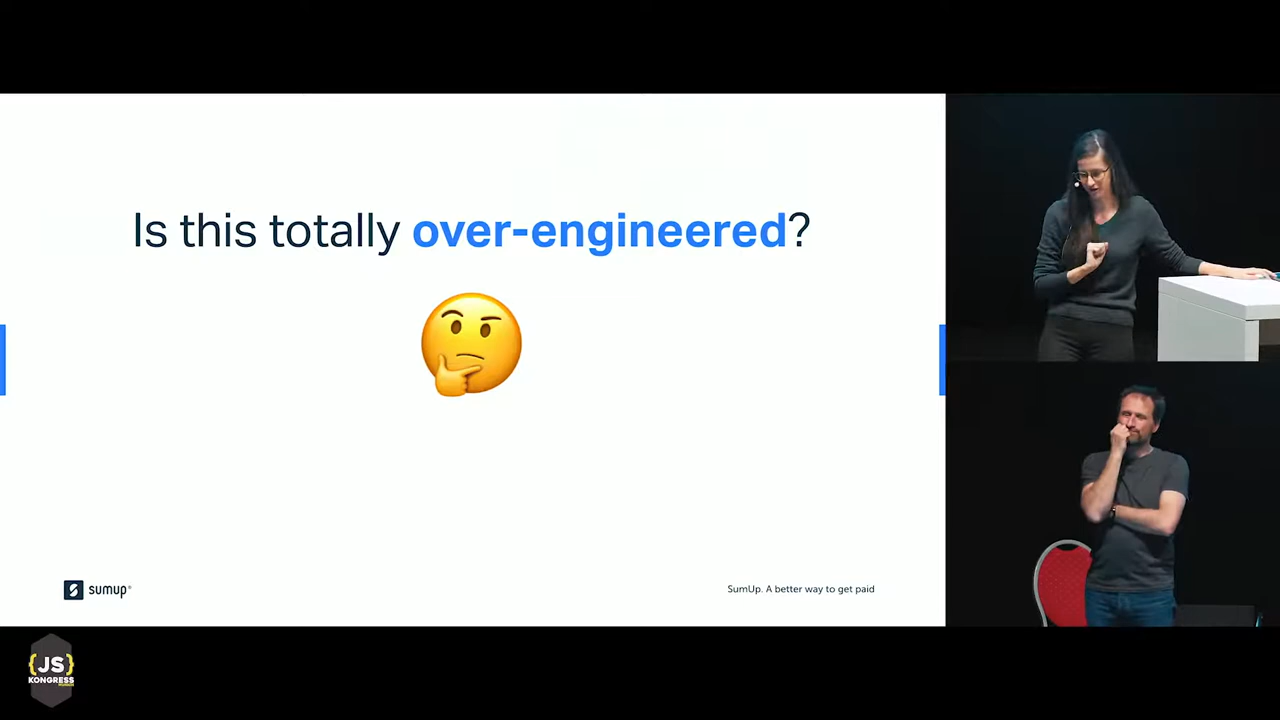 Is this totally over-engineered?
sumup®
SumUp. A better way to get paid
{JS}
KONGRESS